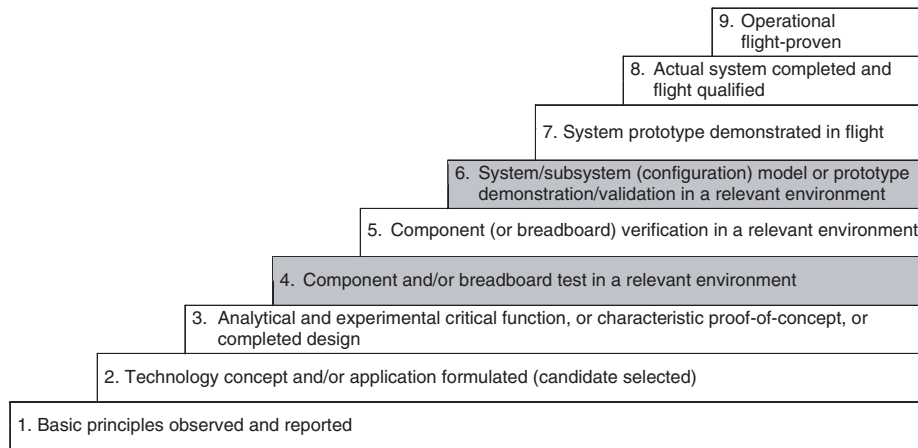 9. Operational
flight-proven
8. Actual system completed and
flight qualified
7. System prototype demonstrated in flight
6. System/subsystem (configuration) model or prototype
demonstration/validation in a relevant environment
5. Component (or breadboard) verification in a relevant environment
4. Component and/or breadboard test in a relevant environment
3. Analytical and experimental critical function, or characteristic proof-of-concept, or
completed design
2. Technology concept and/or application formulated (candidate selected)
1. Basic principles observed and reported